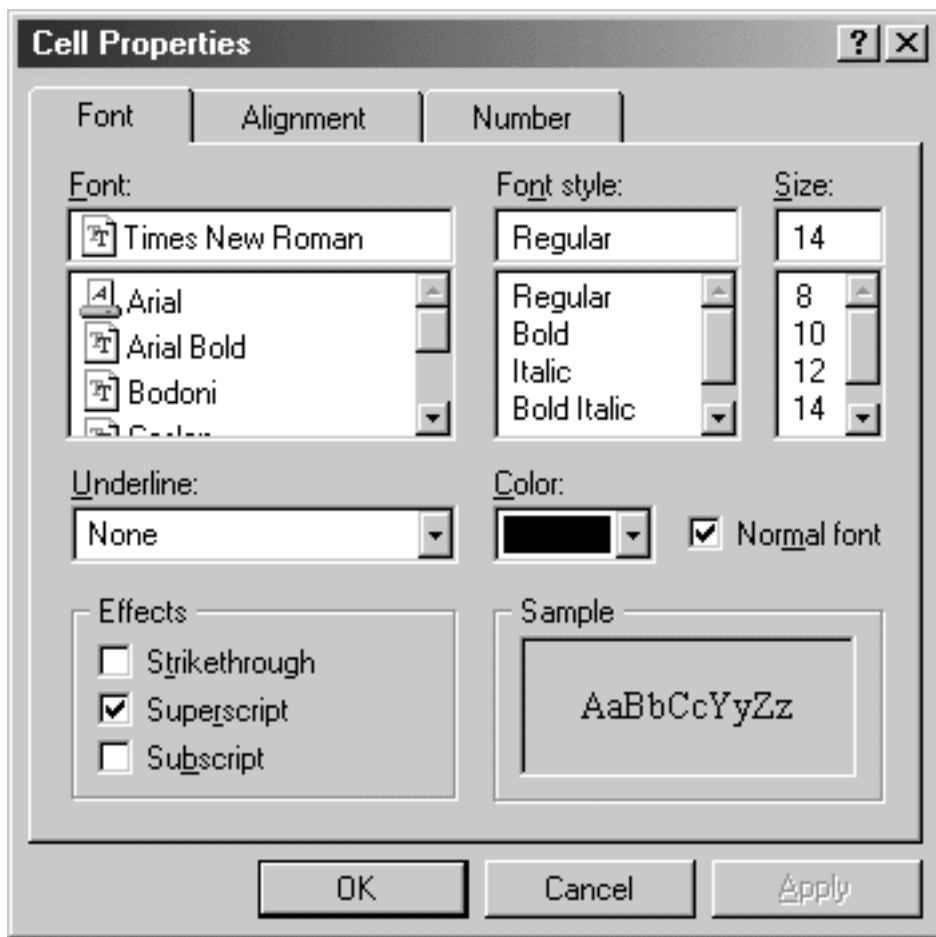 Cell Properties
Font Alignment Number
Font: Font style: Size:
Times New Roman Regular 14
Arial Regular 8
Arial Bold Bold 10
Bodoni Italic 12
Bold Italic 14
Underline: Color:
None Normal font
Effects Sample
Strikethrough
Superscript AaBbCcYyZz
Subscript
OK Cancel Apply